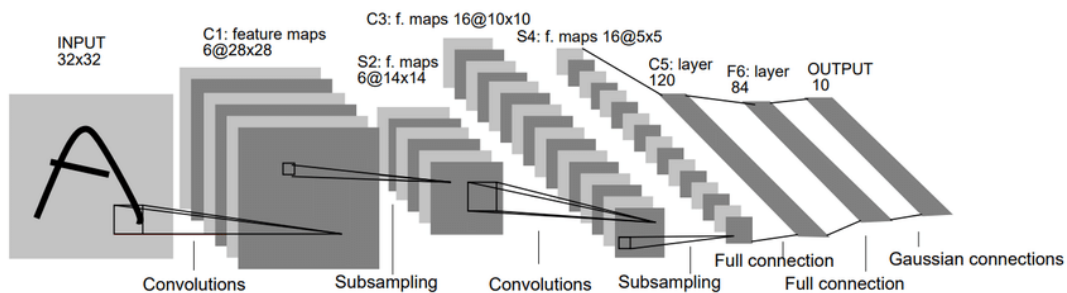 INPUT
32x32
C1: feature maps
6@28x28
S2: f. maps
6@14x14
C3: f. maps 16@10x10
S4: f. maps 16@5x5
C5: layer
120
F6: layer
84
OUTPUT
10
Convolutions
Subsampling
Convolutions
Subsampling
Full connection
Full connection
Gaussian connections